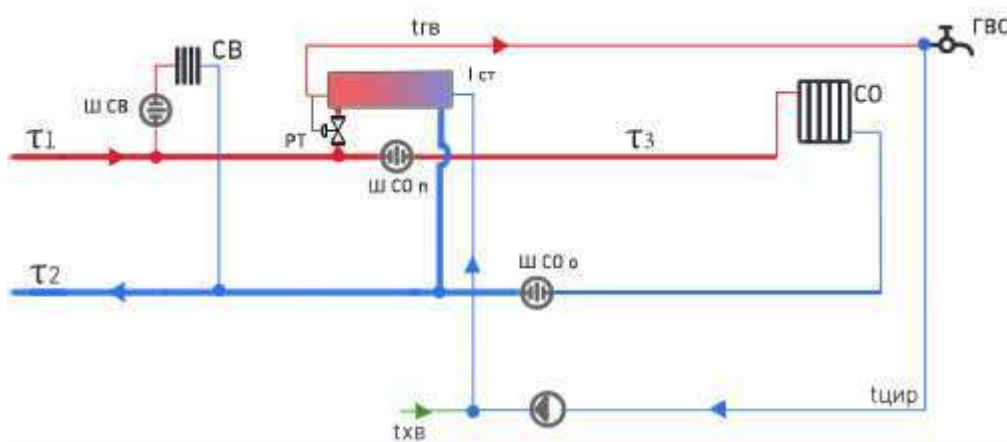 tгв
ГВС
СВ
I ст
Ш СВ
СО
РТ
τ1
τ3
Ш СО п
Ш СО о
τ2
tцир
tхв